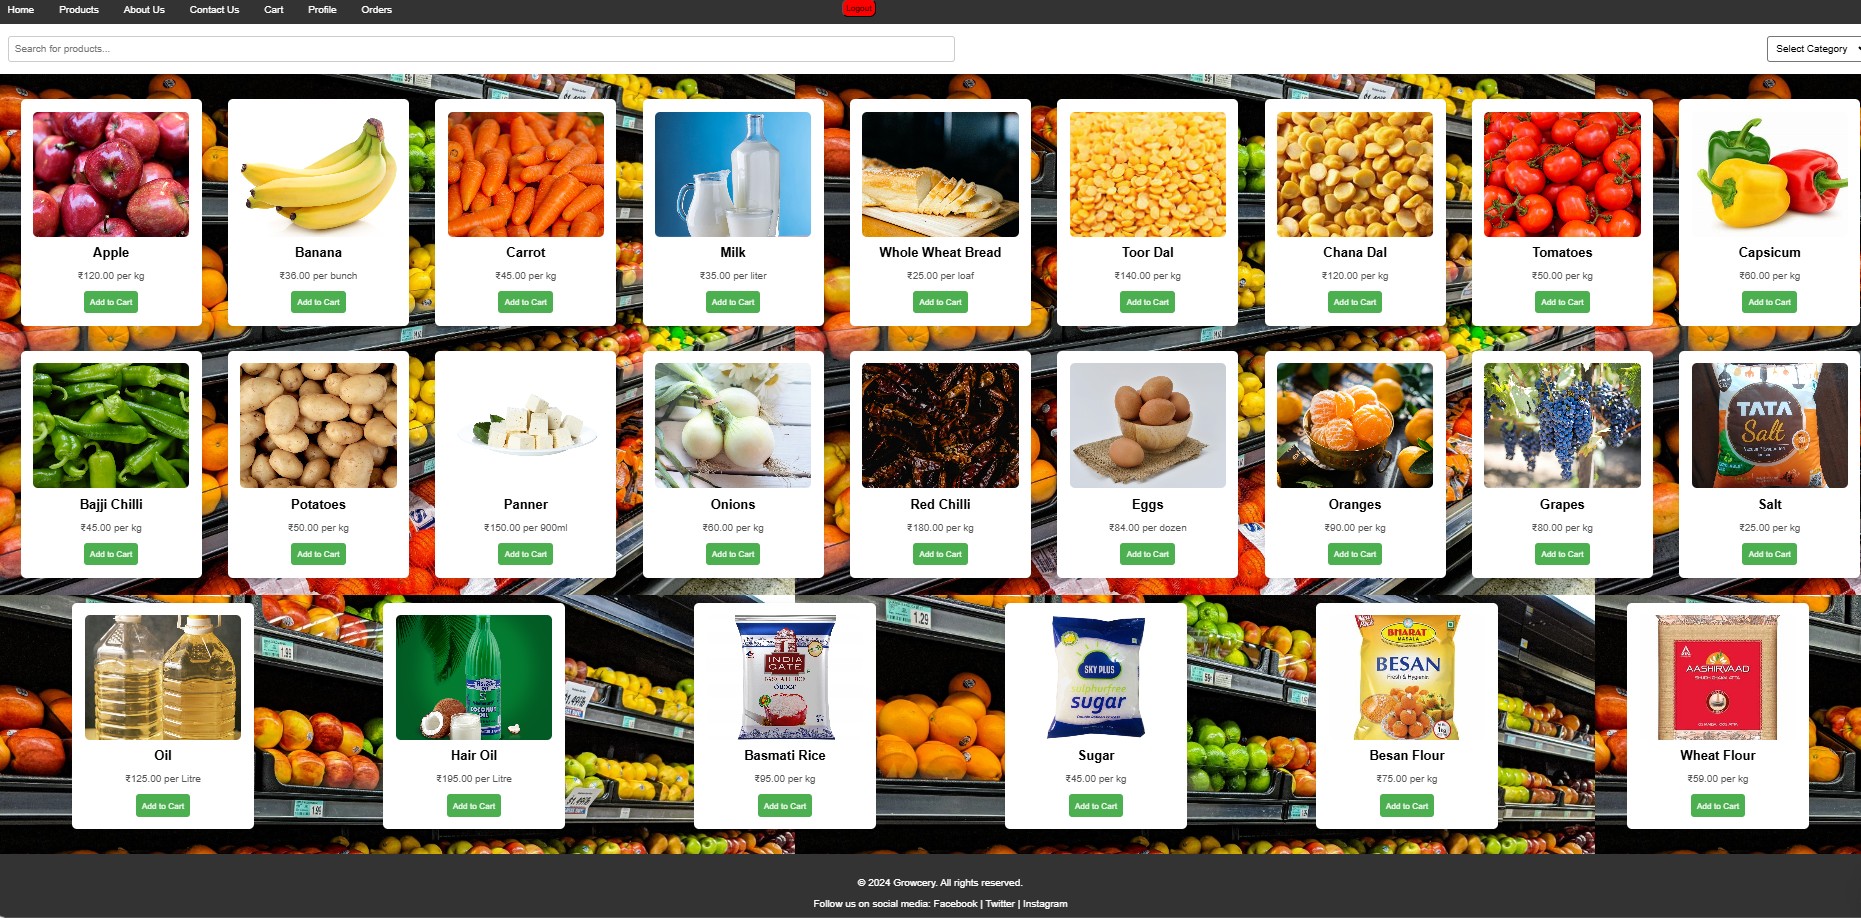 Home Products About Us Contact Us Cart Profile Orders Logout
Search for products... Select Category
Apple Banana Carrot Milk Whole Wheat Bread Toor Dal Chana Dal Tomatoes Capsicum
₹120.00 per kg ₹36.00 per bunch ₹45.00 per kg ₹35.00 per liter ₹25.00 per loaf ₹140.00 per kg ₹120.00 per kg ₹50.00 per kg ₹60.00 per kg
Add to Cart Add to Cart Add to Cart Add to Cart Add to Cart Add to Cart Add to Cart Add to Cart Add to Cart
TATA
Salt
Bajji Chilli Potatoes Panner Onions Red Chilli Eggs Oranges Grapes Salt
₹45.00 per kg ₹50.00 per kg ₹150.00 per 900ml ₹60.00 per kg ₹180.00 per kg ₹84.00 per dozen ₹90.00 per kg ₹80.00 per kg ₹25.00 per kg
Add to Cart Add to Cart Add to Cart Add to Cart Add to Cart Add to Cart Add to Cart Add to Cart Add to Cart
1.29
INDIA
GATE
SKY PLUS
sulphurfree
sugar
BHARAT
MASALA
BESAN
Fresh & Hygienic
AASHIRVAAD
COCONUT
OIL
Oil Hair Oil Basmati Rice Sugar Besan Flour Wheat Flour
₹125.00 per Litre ₹195.00 per Litre ₹95.00 per kg ₹45.00 per kg ₹75.00 per kg ₹59.00 per kg
Add to Cart Add to Cart Add to Cart Add to Cart Add to Cart Add to Cart
© 2024 Growcery. All rights reserved.
Follow us on social media: Facebook | Twitter | Instagram